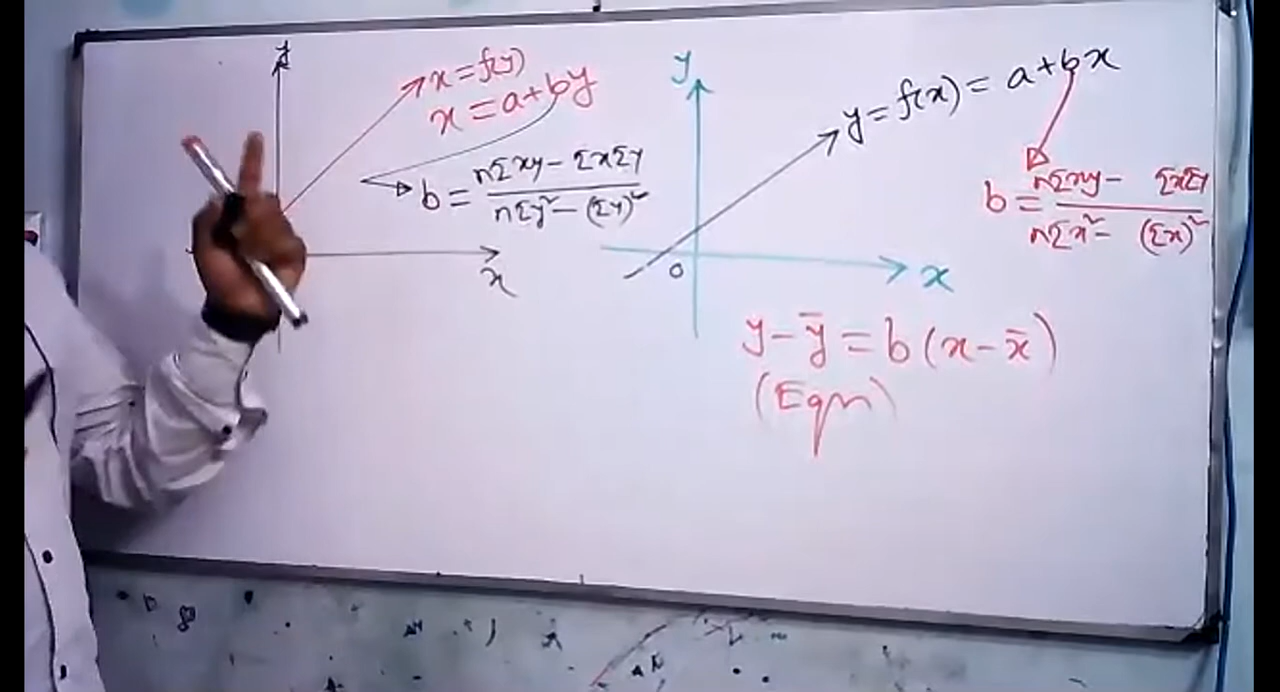 y
x = f(y)
x = a + by
b = (nΣxy - ΣxΣy) / (nΣy² - (Σy)²)
x
y
y = f(x) = a + bx
b = (nΣxy - ΣxΣy) / (nΣx² - (Σx)²)
o
x
y - ȳ = b(x - x̄)
(Eqn)